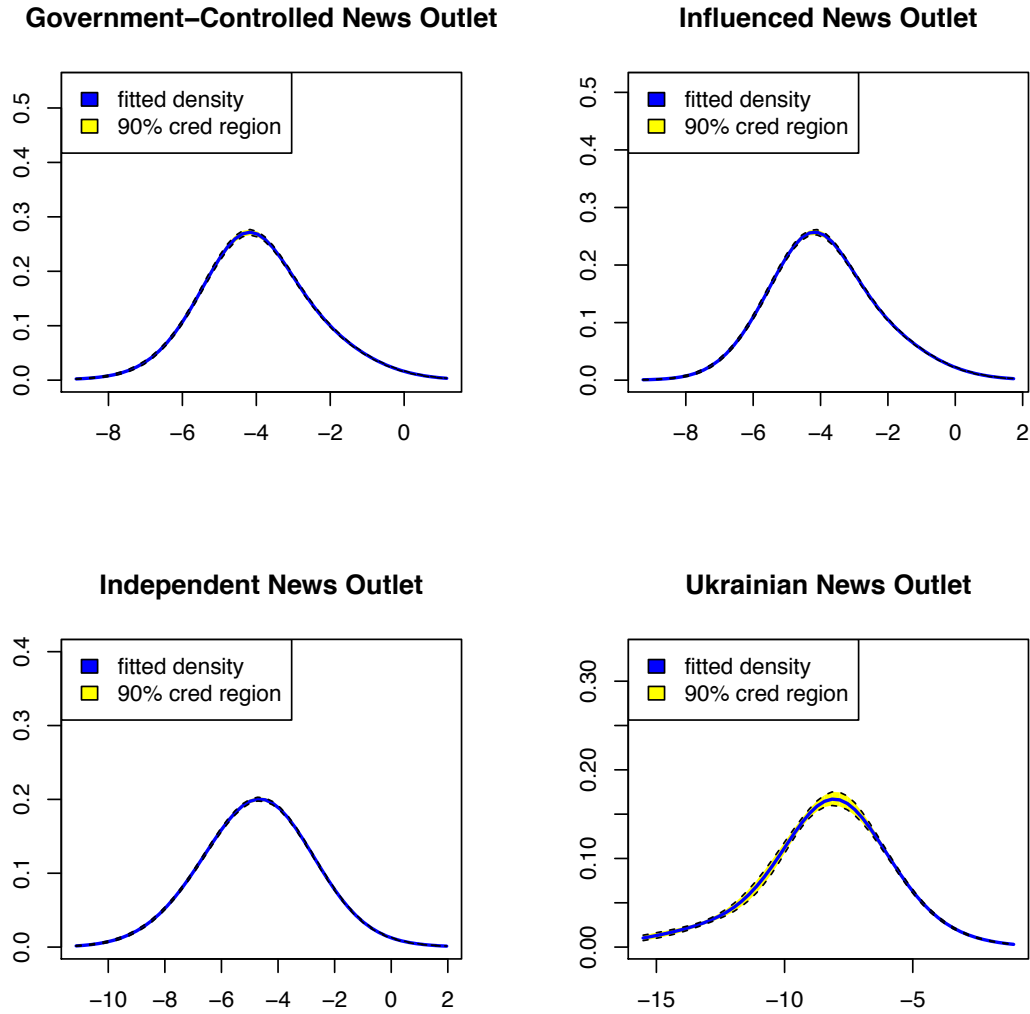 Government–Controlled News Outlet
fitted density
90% cred region
0.0 0.1 0.2 0.3 0.4 0.5
−8 −6 −4 −2 0
Influenced News Outlet
fitted density
90% cred region
0.0 0.1 0.2 0.3 0.4 0.5
−8 −6 −4 −2 0 2
Independent News Outlet
fitted density
90% cred region
0.0 0.1 0.2 0.3 0.4
−10 −8 −6 −4 −2 0 2
Ukrainian News Outlet
fitted density
90% cred region
0.00 0.10 0.20 0.30
−15 −10 −5